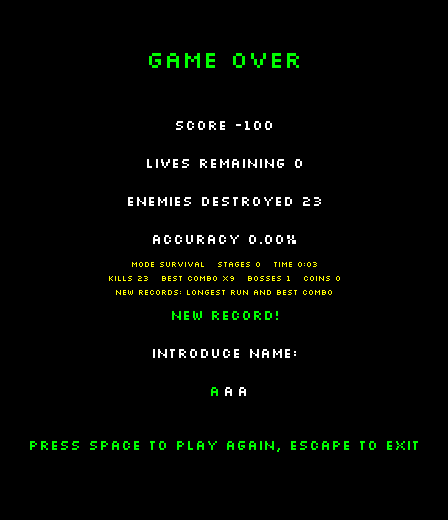 GAME OVER
SCORE -100
LIVES REMAINING 0
ENEMIES DESTROYED 23
ACCURACY 0.00%
MODE SURVIVAL STAGES 0 TIME 0:03
KILLS 23 BEST COMBO X9 BOSSES 1 COINS 0
NEW RECORDS: LONGEST RUN AND BEST COMBO
NEW RECORD!
INTRODUCE NAME:
A A A
PRESS SPACE TO PLAY AGAIN, ESCAPE TO EXIT